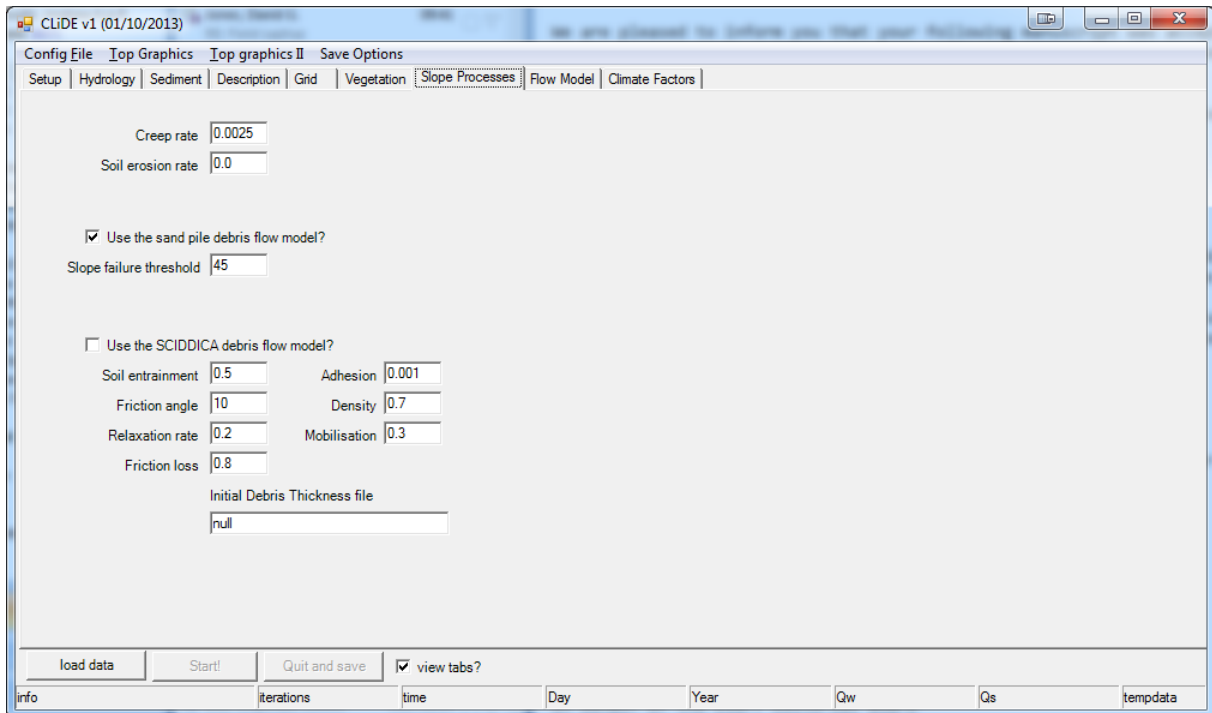 CLiDE v1 (01/10/2013)
Config File Top Graphics Top graphics II Save Options
Setup Hydrology Sediment Description Grid Vegetation Slope Processes Flow Model Climate Factors
Creep rate 0.0025
Soil erosion rate 0.0
Use the sand pile debris flow model?
Slope failure threshold 45
Use the SCIDDICA debris flow model?
Soil entrainment 0.5 Adhesion 0.001
Friction angle 10 Density 0.7
Relaxation rate 0.2 Mobilisation 0.3
Friction loss 0.8
Initial Debris Thickness file
null
load data Start! Quit and save view tabs?
info iterations time Day Year Qw Qs tempdata